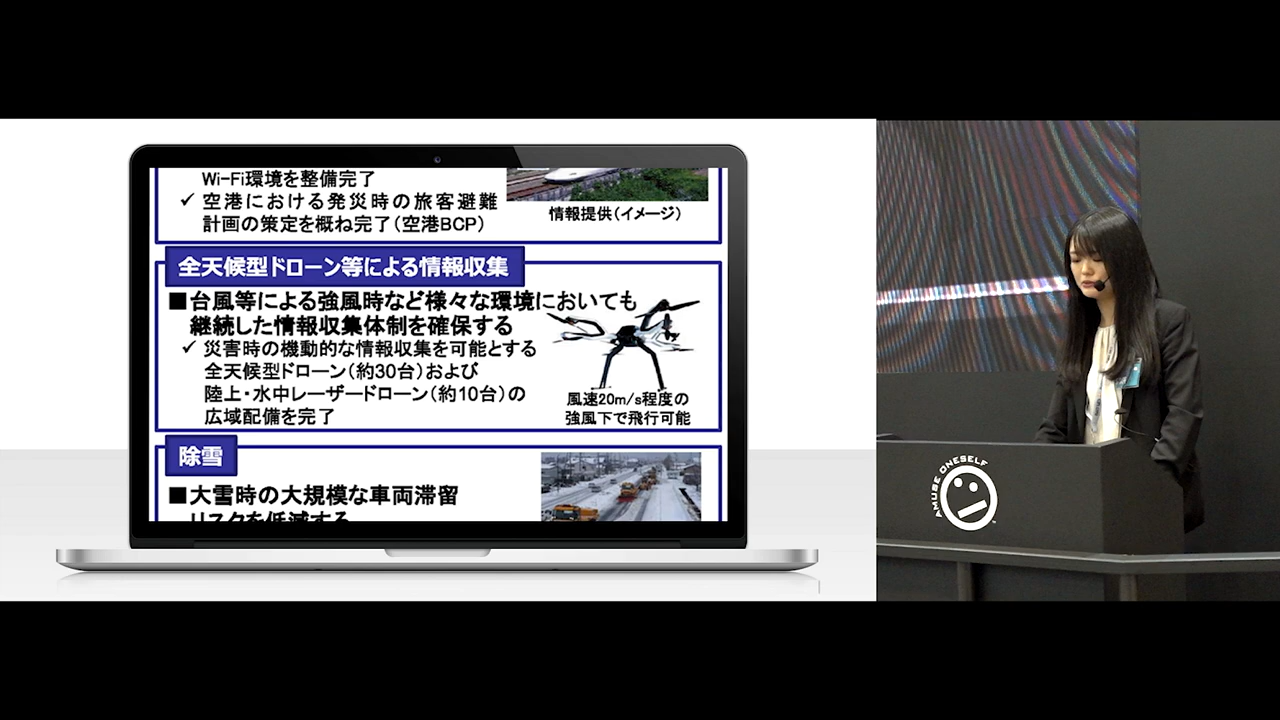 Wi-Fi環境を整備完了
✓ 空港における発災時の旅客避難
計画の策定を概ね完了（空港BCP）
情報提供（イメージ）
全天候型ドローン等による情報収集
■台風等による強風時など様々な環境においても
継続した情報収集体制を確保する
✓ 災害時の機動的な情報収集を可能とする
全天候型ドローン（約30台）および
陸上・水中レーザードローン（約10台）の
広域配備を完了
風速20m/s程度の
強風下で飛行可能
除雪
■大雪時の大規模な車両滞留
リスクを低減する
AMUSE ONESELF